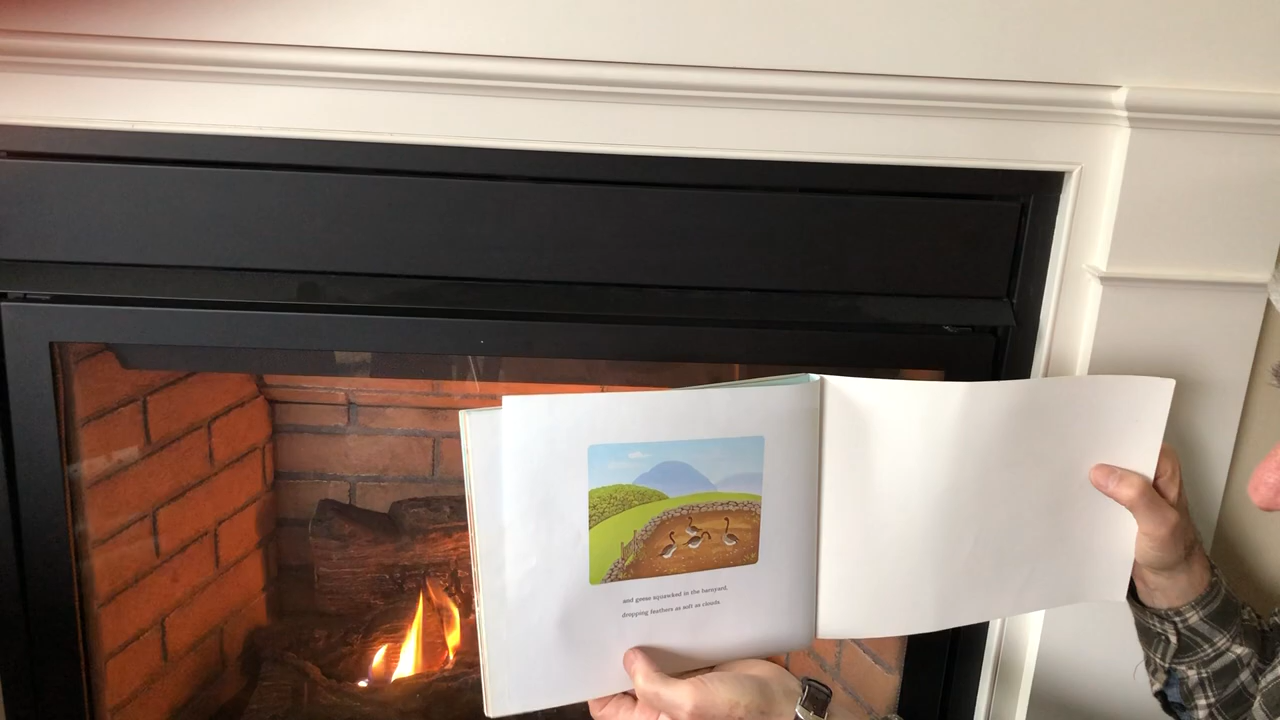 and geese squawked in the barnyard,
dropping feathers as soft as clouds.